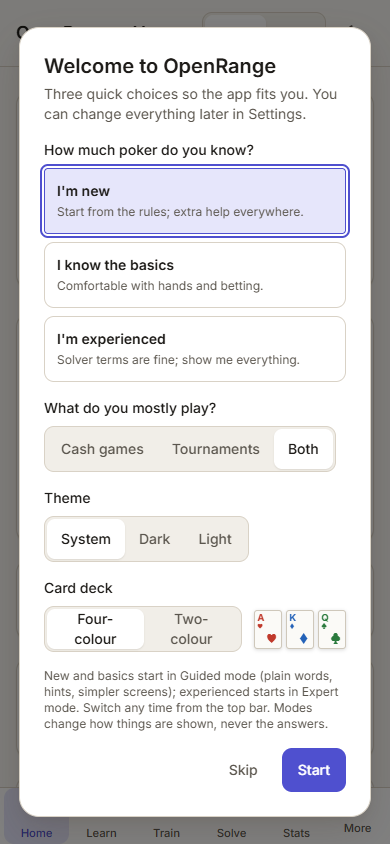 Welcome to OpenRange
Three quick choices so the app fits you. You
can change everything later in Settings.
How much poker do you know?
I'm new
Start from the rules; extra help everywhere.
I know the basics
Comfortable with hands and betting.
I'm experienced
Solver terms are fine; show me everything.
What do you mostly play?
Cash games Tournaments Both
Theme
System Dark Light
Card deck
Four-
colour
Two-
colour
A K Q
New and basics start in Guided mode (plain words,
hints, simpler screens); experienced starts in Expert
mode. Switch any time from the top bar. Modes
change how things are shown, never the answers.
Skip Start
Home Learn Train Solve Stats More